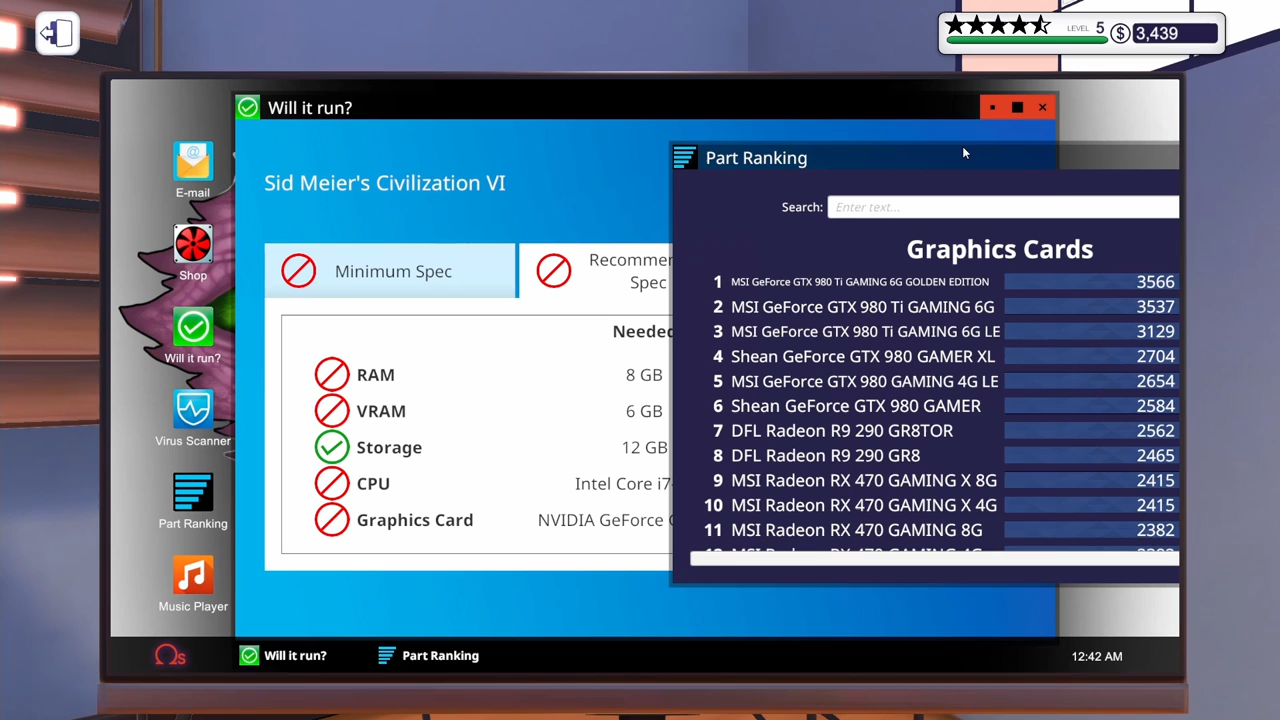 LEVEL 5 $ 3,439
Will it run?
E-mail
Shop
Will it run?
Virus Scanner
Part Ranking
Music Player
Sid Meier's Civilization VI
Minimum Spec
Recommen
Spec
Needed
RAM 8 GB
VRAM 6 GB
Storage 12 GB
CPU Intel Core i7
Graphics Card NVIDIA GeForce
Part Ranking
Search: Enter text...
Graphics Cards
1 MSI GeForce GTX 980 Ti GAMING 6G GOLDEN EDITION 3566
2 MSI GeForce GTX 980 Ti GAMING 6G 3537
3 MSI GeForce GTX 980 Ti GAMING 6G LE 3129
4 Shean GeForce GTX 980 GAMER XL 2704
5 MSI GeForce GTX 980 GAMING 4G LE 2654
6 Shean GeForce GTX 980 GAMER 2584
7 DFL Radeon R9 290 GR8TOR 2562
8 DFL Radeon R9 290 GR8 2465
9 MSI Radeon RX 470 GAMING X 8G 2415
10 MSI Radeon RX 470 GAMING X 4G 2415
11 MSI Radeon RX 470 GAMING 8G 2382
Ωs
Will it run?
Part Ranking
12:42 AM